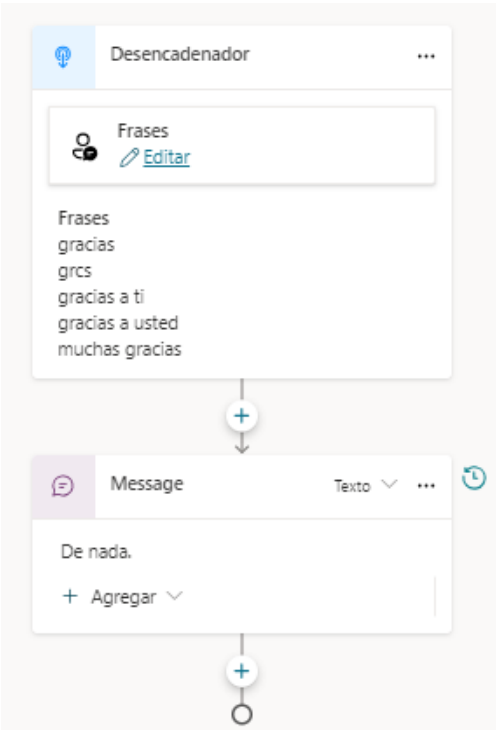 Desencadenador
Frases
Editar
Frases
gracias
grcs
gracias a ti
gracias a usted
muchas gracias
Message Texto
De nada.
Agregar